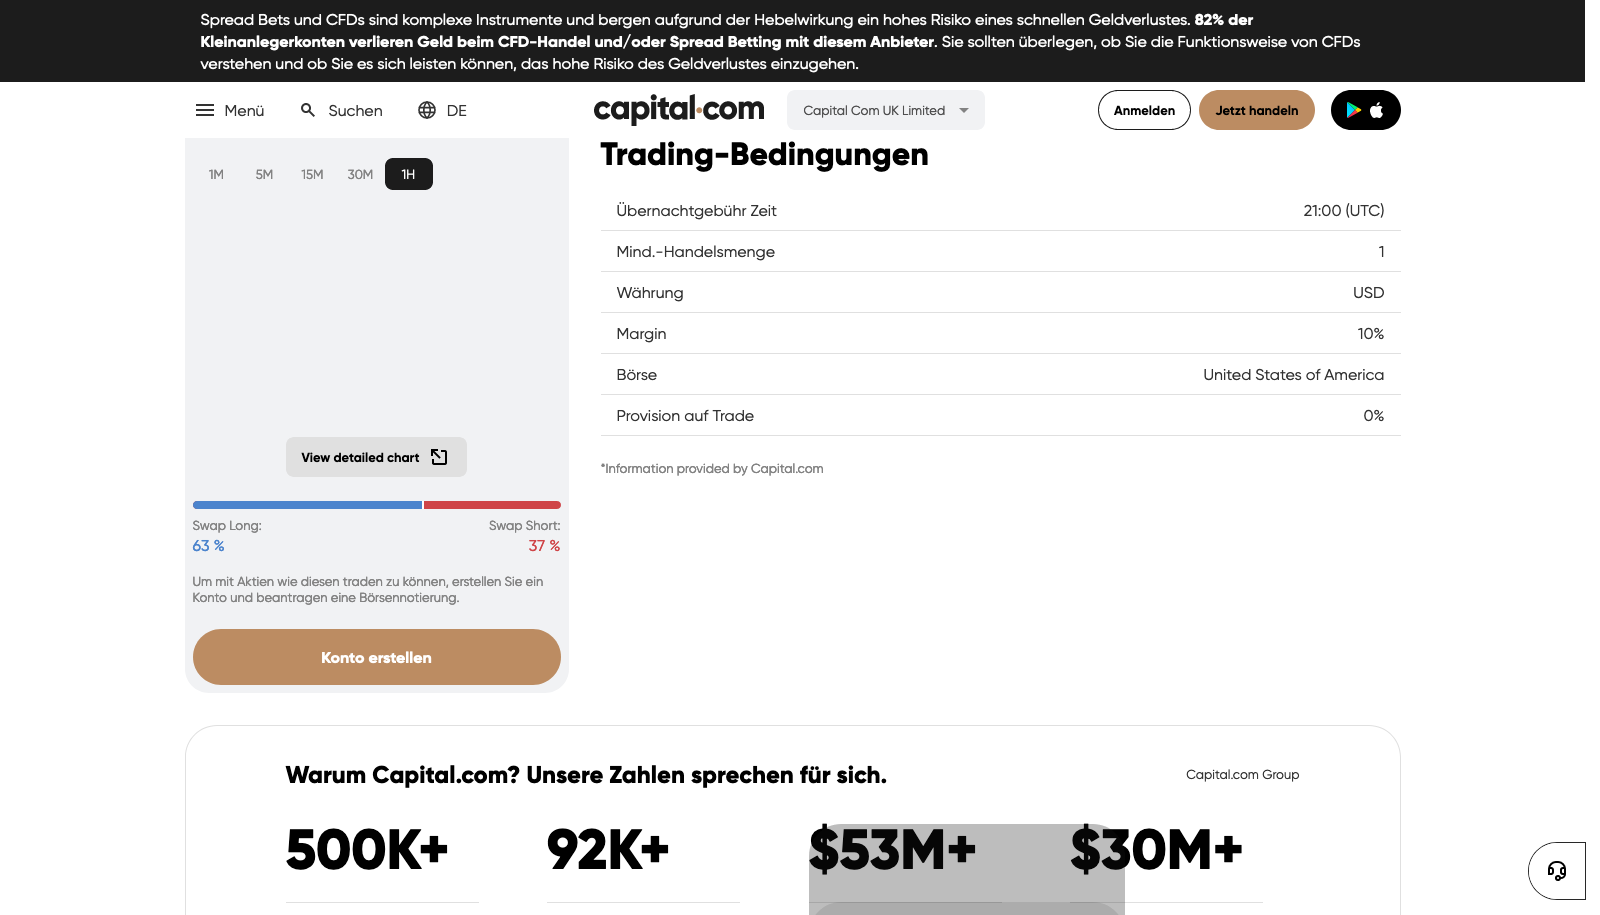 Spread Bets und CFDs sind komplexe Instrumente und bergen aufgrund der Hebelwirkung ein hohes Risiko eines schnellen Geldverlustes. 82% der
Kleinanlegerkonten verlieren Geld beim CFD-Handel und/oder Spread Betting mit diesem Anbieter. Sie sollten überlegen, ob Sie die Funktionsweise von CFDs
verstehen und ob Sie es sich leisten können, das hohe Risiko des Geldverlustes einzugehen.
Menü Suchen DE capital.com Capital Com UK Limited Anmelden Jetzt handeln
1M 5M 15M 30M 1H
View detailed chart
Swap Long: Swap Short:
63 % 37 %
Um mit Aktien wie diesen traden zu können, erstellen Sie ein
Konto und beantragen eine Börsennotierung.
Konto erstellen
Trading-Bedingungen
Übernachtgebühr Zeit 21:00 (UTC)
Mind.-Handelsmenge 1
Währung USD
Margin 10%
Börse United States of America
Provision auf Trade 0%
*Information provided by Capital.com
Warum Capital.com? Unsere Zahlen sprechen für sich. Capital.com Group
500K+ 92K+ $53M+ $30M+